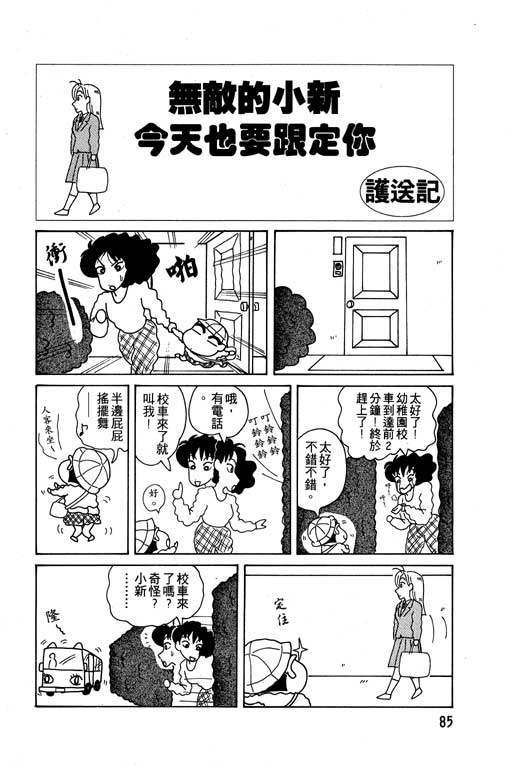 無敵的小新
今天也要跟定你
護送記
啪
衝
太好了!
幼稚園校
車到達前2
分鐘!終於
趕上了!
太好了,
不錯不錯。
叮鈴鈴
叮鈴鈴鈴
哦,
有電話
。
校車來了就
叫我!
好。
半邊屁屁
——搖擺舞
人客來坐~
定住
校車來
了嗎?
奇怪?
小新
………
隆~
85